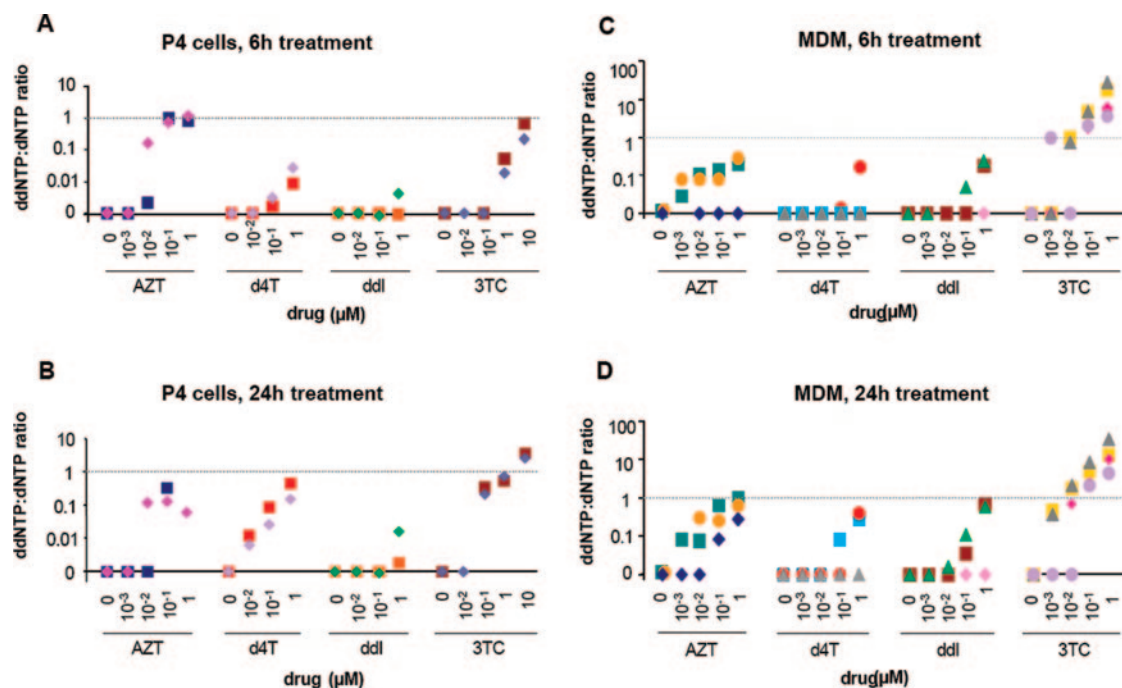 A
P4 cells, 6h treatment
ddNTP:dNTP ratio
10
1
0.1
0.01
0
0 10⁻³ 10⁻² 10⁻¹ 1
0 10⁻² 10⁻¹ 1
0 10⁻³ 10⁻² 10⁻¹ 1
0 10⁻² 10⁻¹ 1 10
AZT d4T ddI 3TC
drug (µM)
B
P4 cells, 24h treatment
ddNTP:dNTP ratio
10
1
0.1
0.01
0
0 10⁻³ 10⁻² 10⁻¹ 1
0 10⁻² 10⁻¹ 1
0 10⁻³ 10⁻² 10⁻¹ 1
0 10⁻² 10⁻¹ 1 10
AZT d4T ddI 3TC
drug (µM)
C
MDM, 6h treatment
ddNTP:dNTP ratio
100
10
1
0.1
0
0 10⁻³ 10⁻² 10⁻¹ 1
0 10⁻³ 10⁻² 10⁻¹ 1
0 10⁻³ 10⁻² 10⁻¹ 1
0 10⁻³ 10⁻² 10⁻¹ 1
AZT d4T ddI 3TC
drug(µM)
D
MDM, 24h treatment
ddNTP:dNTP ratio
100
10
1
0.1
0
0 10⁻³ 10⁻² 10⁻¹ 1
0 10⁻³ 10⁻² 10⁻¹ 1
0 10⁻³ 10⁻² 10⁻¹ 1
0 10⁻³ 10⁻² 10⁻¹ 1
AZT d4T ddI 3TC
drug(µM)